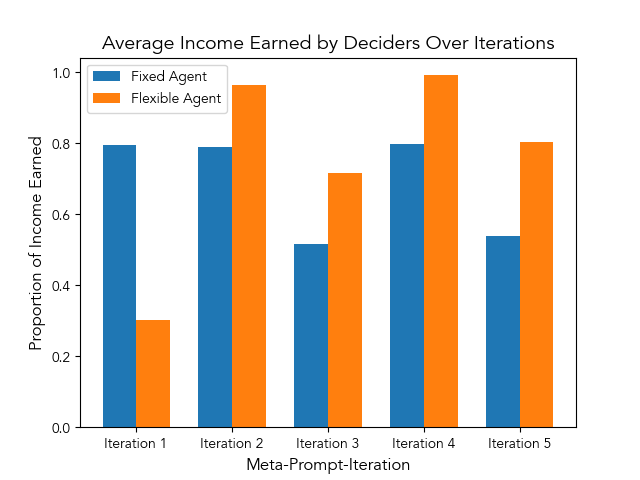 Average Income Earned by Deciders Over Iterations
Fixed Agent
Flexible Agent
Proportion of Income Earned
1.0
0.8
0.6
0.4
0.2
0.0
Iteration 1
Iteration 2
Iteration 3
Iteration 4
Iteration 5
Meta-Prompt-Iteration